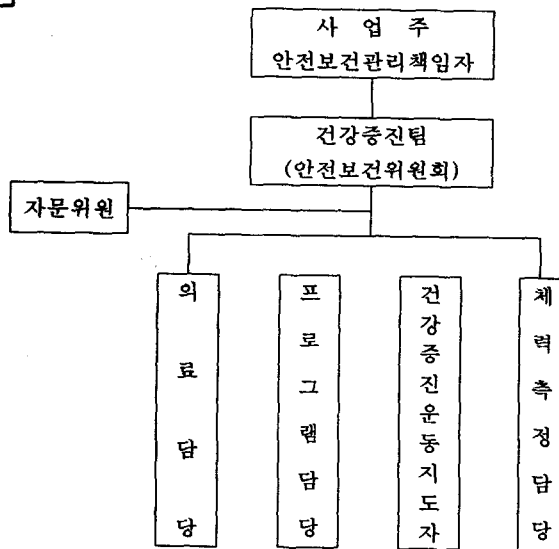 사 업 주
안전보건관리책임자
건강증진팀
(안전보건위원회)
자문위원
의료담당
프로그램담당
건강증진운동지도자
체력측정담당